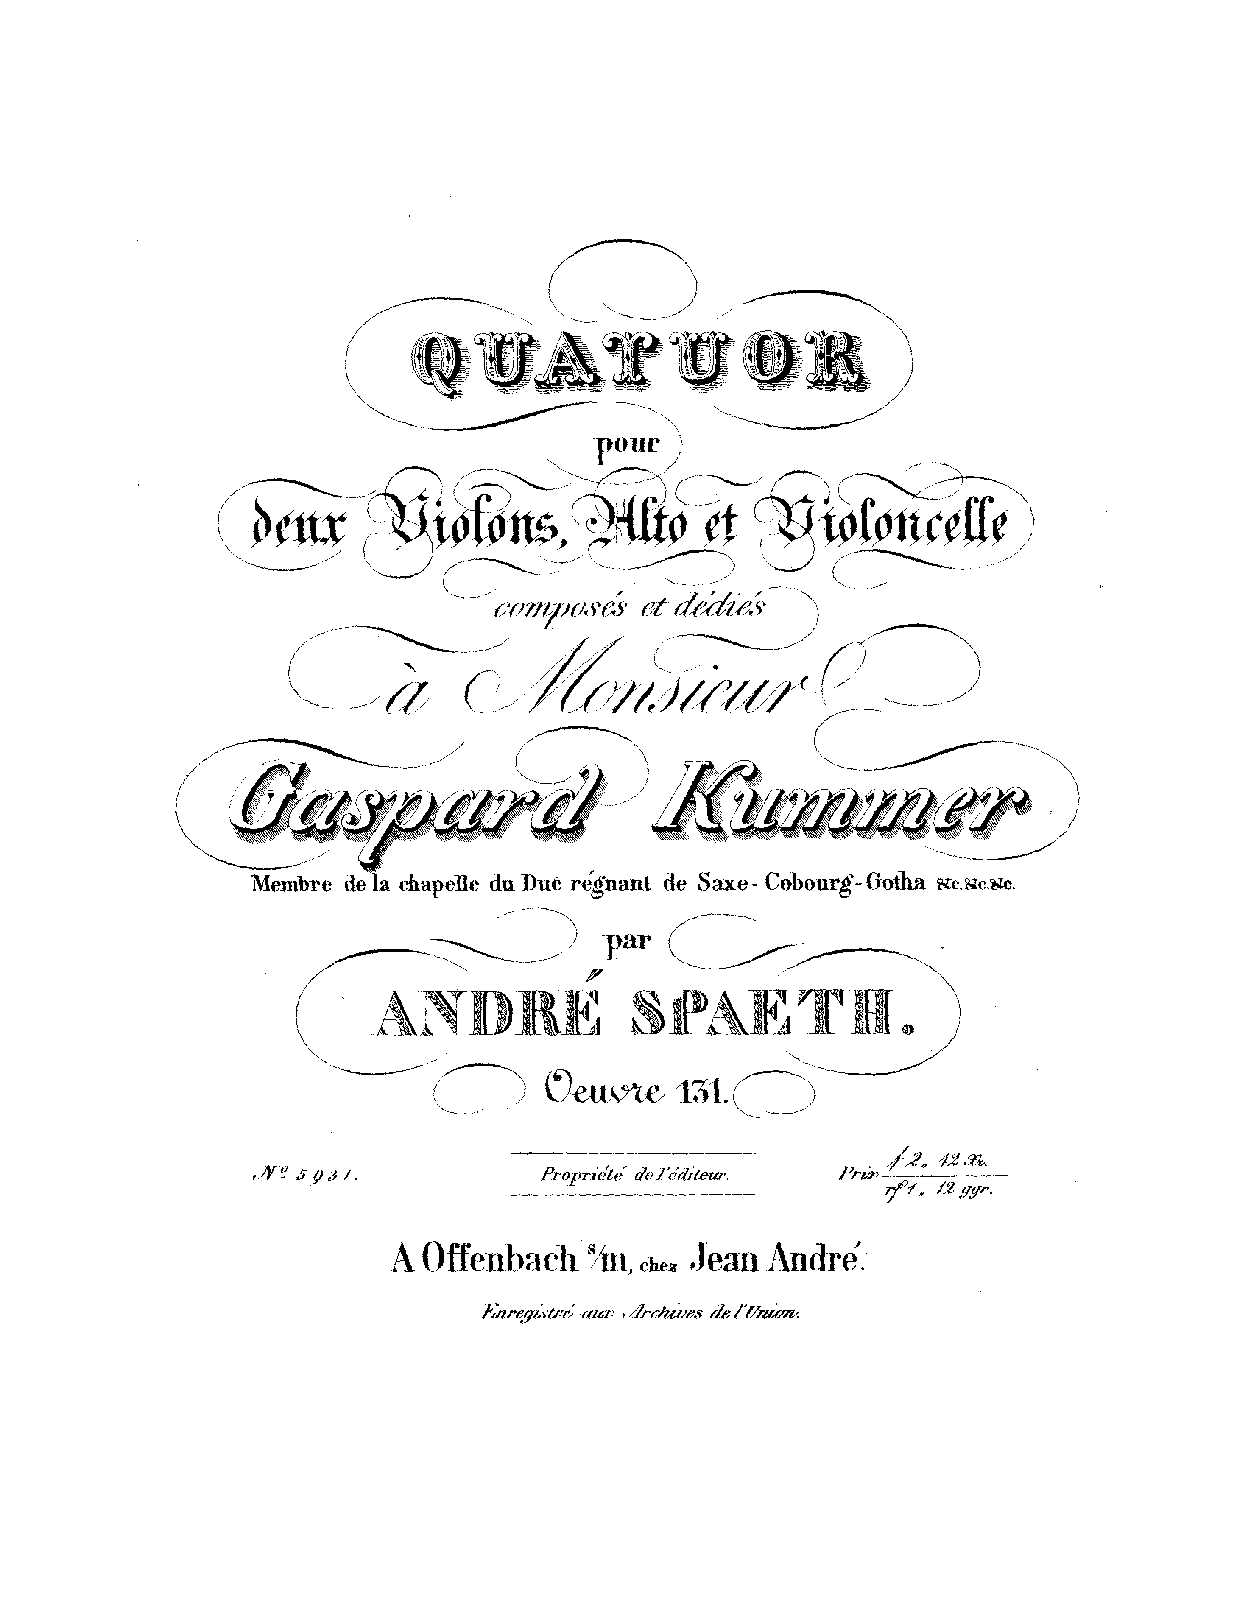 QUATUOR
pour
deux Violons, Alto et Violoncelle
composés et dédiés
à Monsieur
Gaspard Kummer
Membre de la chapelle du Duc régnant de Saxe-Cobourg-Gotha &c. &c. &c.
par
ANDRÉ SPAETH.
Oeuvre 131.
Nº 5931.
Propriété de l'éditeur.
Prix f 2. 12 Xr.
rf 1. 12 ggr.
A Offenbach s/m, chez Jean André.
Enregistré aux Archives de l'Union.